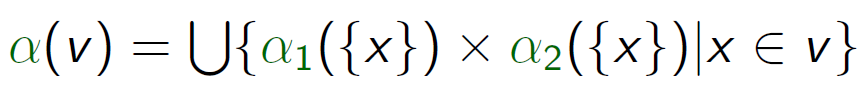 α(v) = ⋃{α₁({x}) × α₂({x})|x ∈ v}